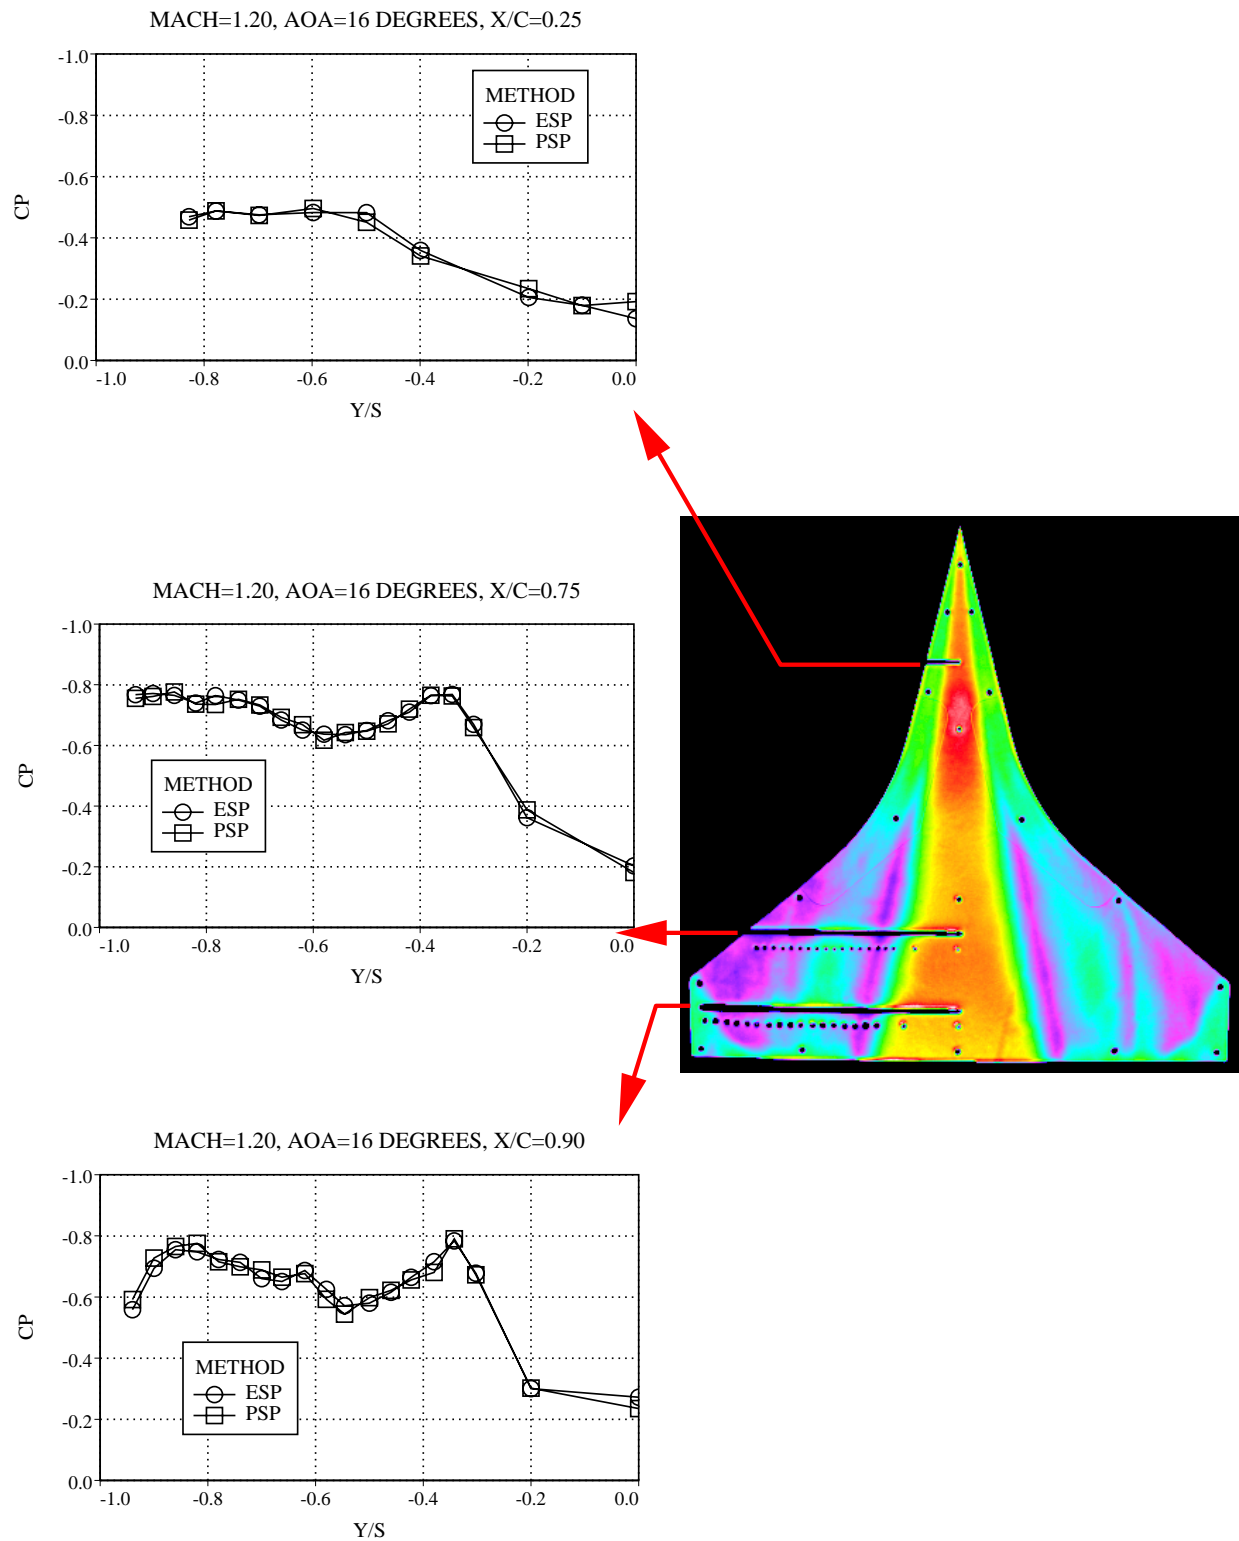 MACH=1.20, AOA=16 DEGREES, X/C=0.25
-1.0
-0.8
-0.6
-0.4
-0.2
0.0
CP
METHOD
ESP
PSP
-1.0 -0.8 -0.6 -0.4 -0.2 0.0
Y/S
MACH=1.20, AOA=16 DEGREES, X/C=0.75
-1.0
-0.8
-0.6
-0.4
-0.2
0.0
CP
METHOD
ESP
PSP
-1.0 -0.8 -0.6 -0.4 -0.2 0.0
Y/S
MACH=1.20, AOA=16 DEGREES, X/C=0.90
-1.0
-0.8
-0.6
-0.4
-0.2
0.0
CP
METHOD
ESP
PSP
-1.0 -0.8 -0.6 -0.4 -0.2 0.0
Y/S